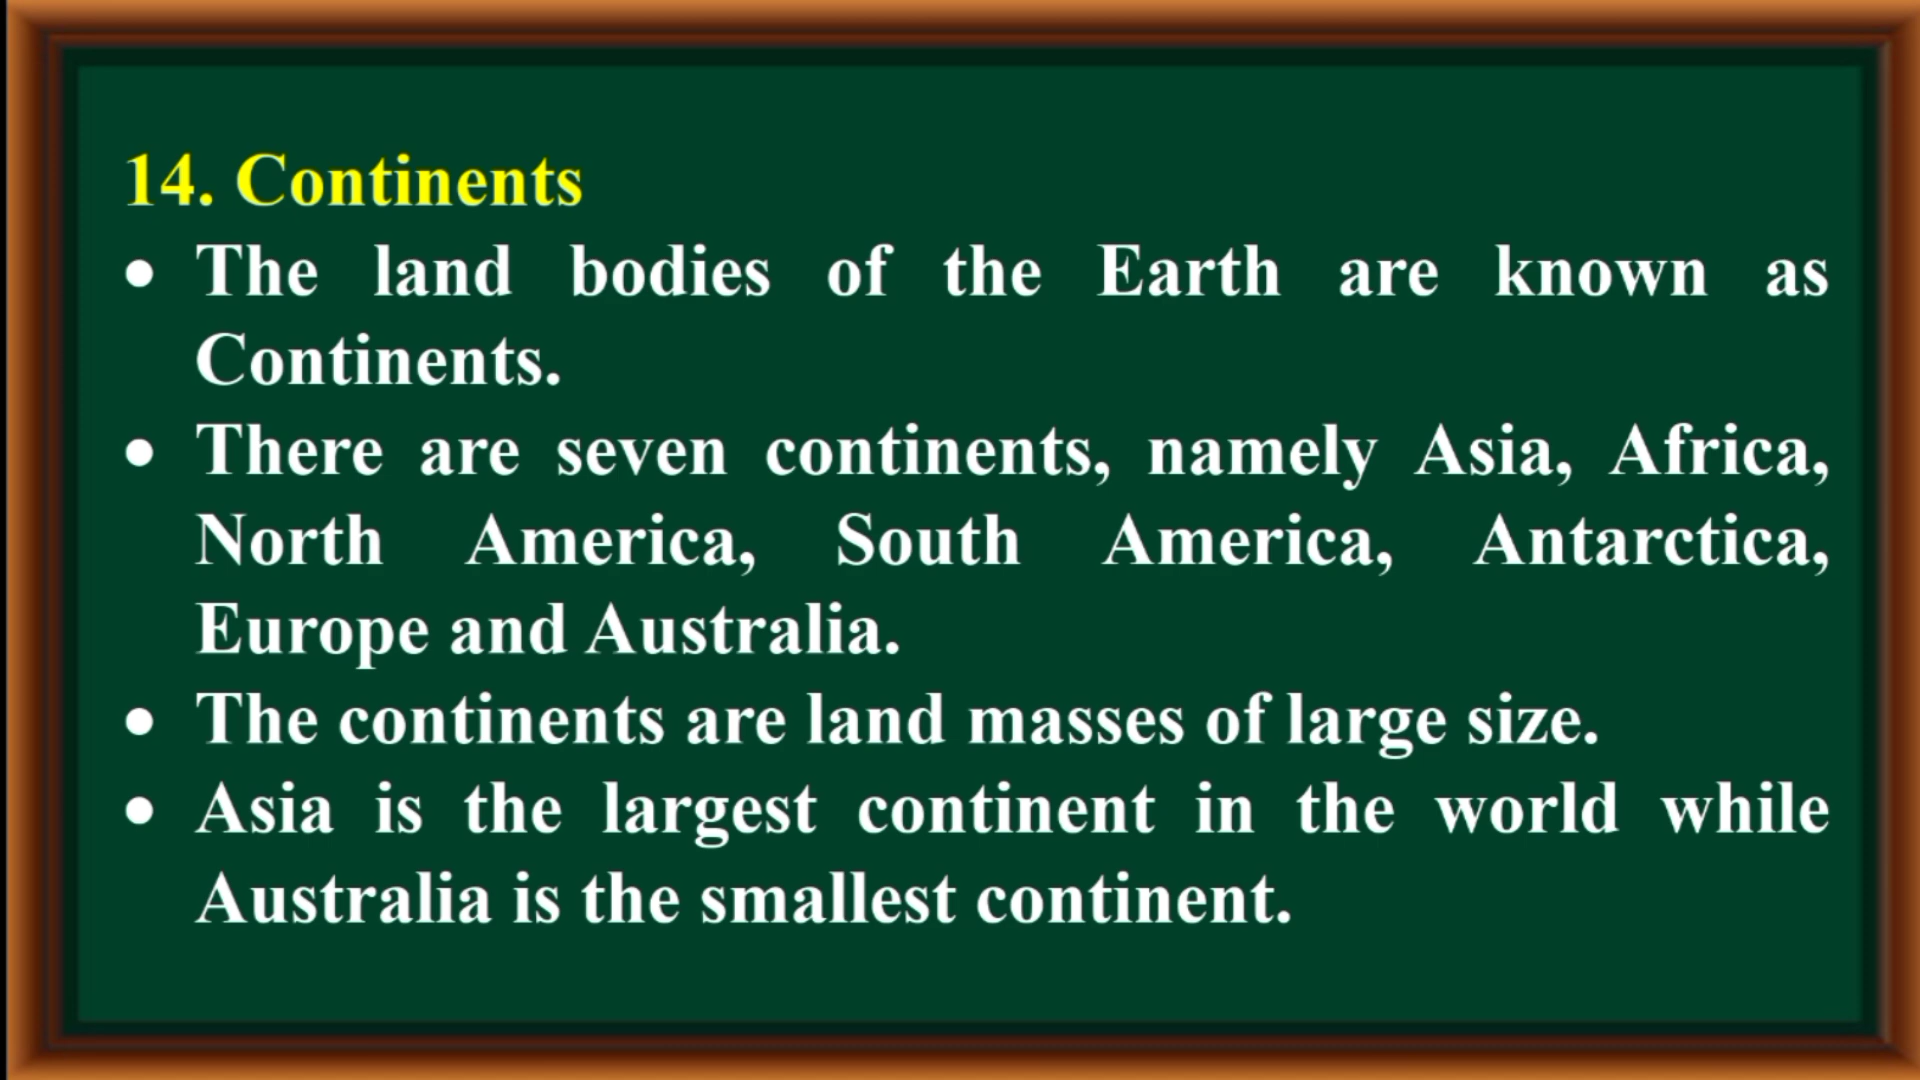 14. Continents
• The land bodies of the Earth are known as
Continents.
• There are seven continents, namely Asia, Africa,
North America, South America, Antarctica,
Europe and Australia.
• The continents are land masses of large size.
• Asia is the largest continent in the world while
Australia is the smallest continent.